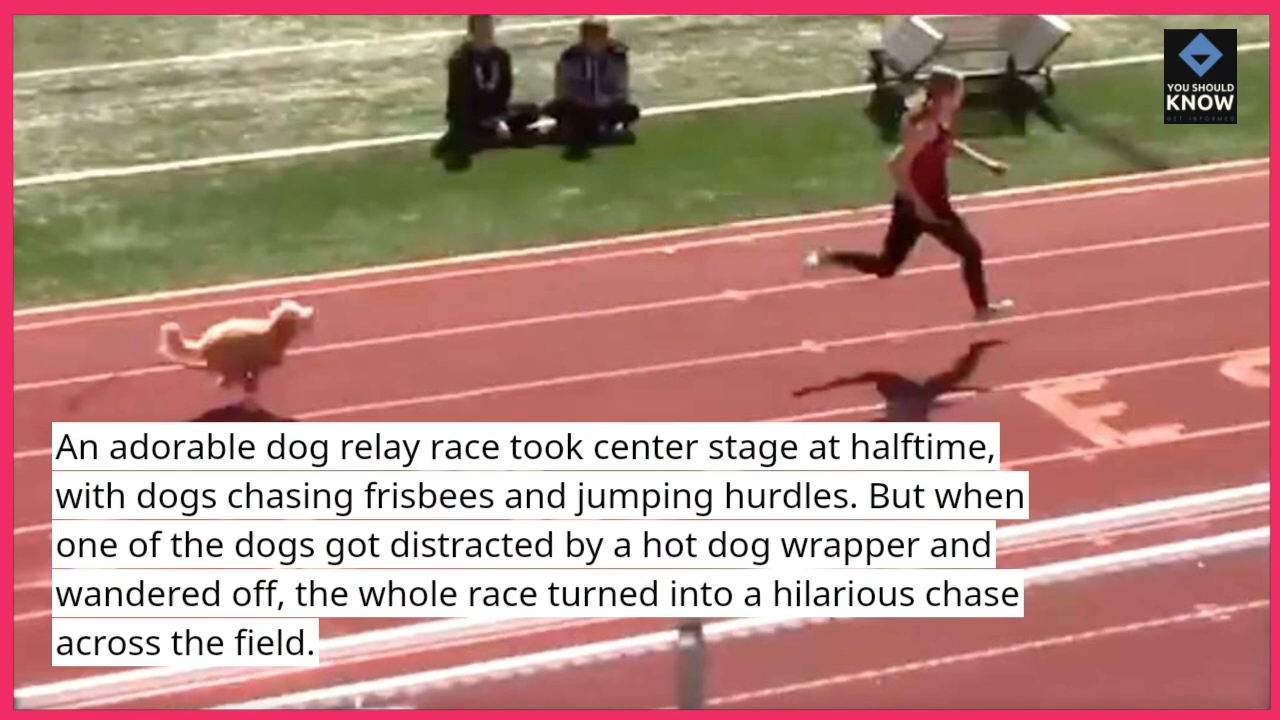 YOU SHOULD
KNOW
GET INFORMED
An adorable dog relay race took center stage at halftime,
with dogs chasing frisbees and jumping hurdles. But when
one of the dogs got distracted by a hot dog wrapper and
wandered off, the whole race turned into a hilarious chase
across the field.
E